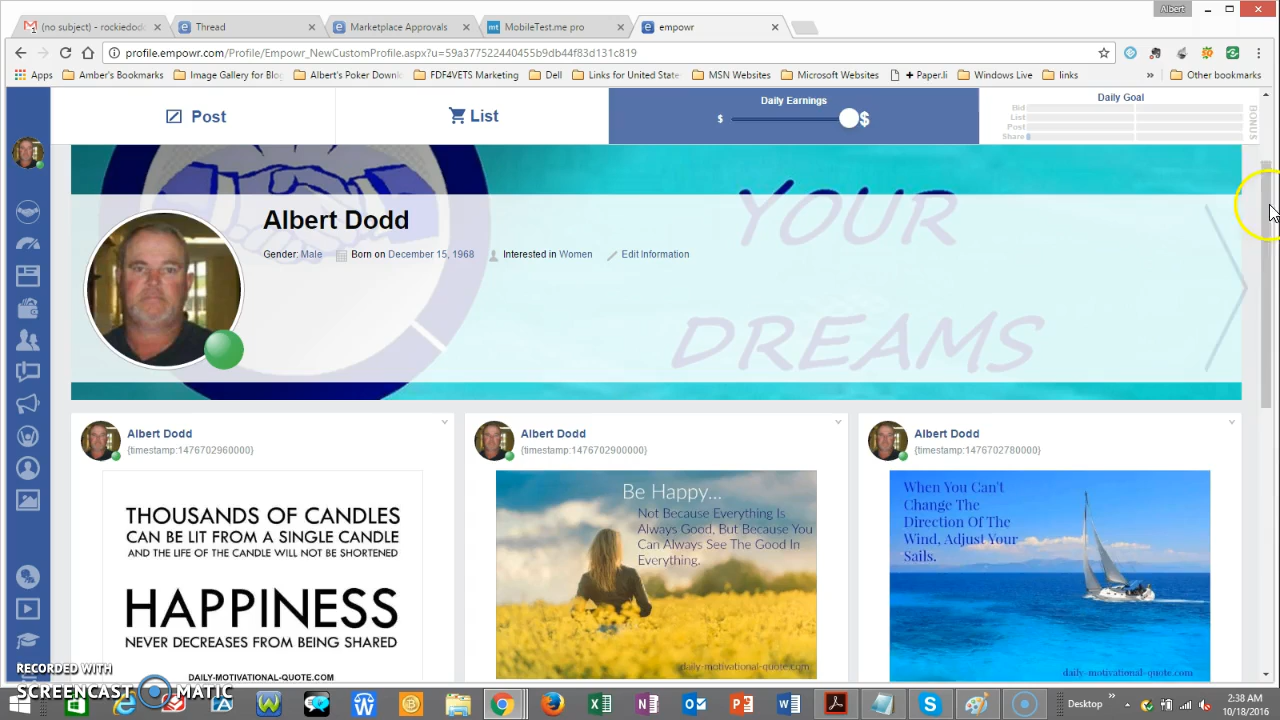 Albert
(no subject) - rockiedod
Thread
Marketplace Approvals
mt MobileTest.me pro
empowr
profile.empowr.com/Profile/Empowr_NewCustomProfile.aspx?u=59a377522440455b9db44f83d131c819
Apps Amber's Bookmarks Image Gallery for Blog Albert's Poker Down FDF4VETS Marketing Dell Links for United State MSN Websites Microsoft Websites + Paper.li Windows Live links » Other bookmarks
Post
List
Daily Earnings
$ $
Daily Goal
Bid
List
Post
Share
BONUS
YOUR
DREAMS
Albert Dodd
Gender: Male Born on December 15, 1968 Interested in Women Edit Information
Albert Dodd
{timestamp:1476702960000}
THOUSANDS OF CANDLES
CAN BE LIT FROM A SINGLE CANDLE
AND THE LIFE OF THE CANDLE WILL NOT BE SHORTENED
HAPPINESS
NEVER DECREASES FROM BEING SHARED
DAILY-MOTIVATIONAL-QUOTE.COM
Albert Dodd
{timestamp:1476702900000}
Be Happy...
Not Because Everything Is
Always Good, But Because You
Can Always See The Good In
Everything.
daily-motivational-quote.com
Albert Dodd
{timestamp:1476702780000}
When You Can't
Change The
Direction Of The
Wind, Adjust Your
Sails.
daily-motivational-quote.com
RECORDED WITH
SCREENCAST MATIC
Desktop »
2:38 AM
10/18/2016